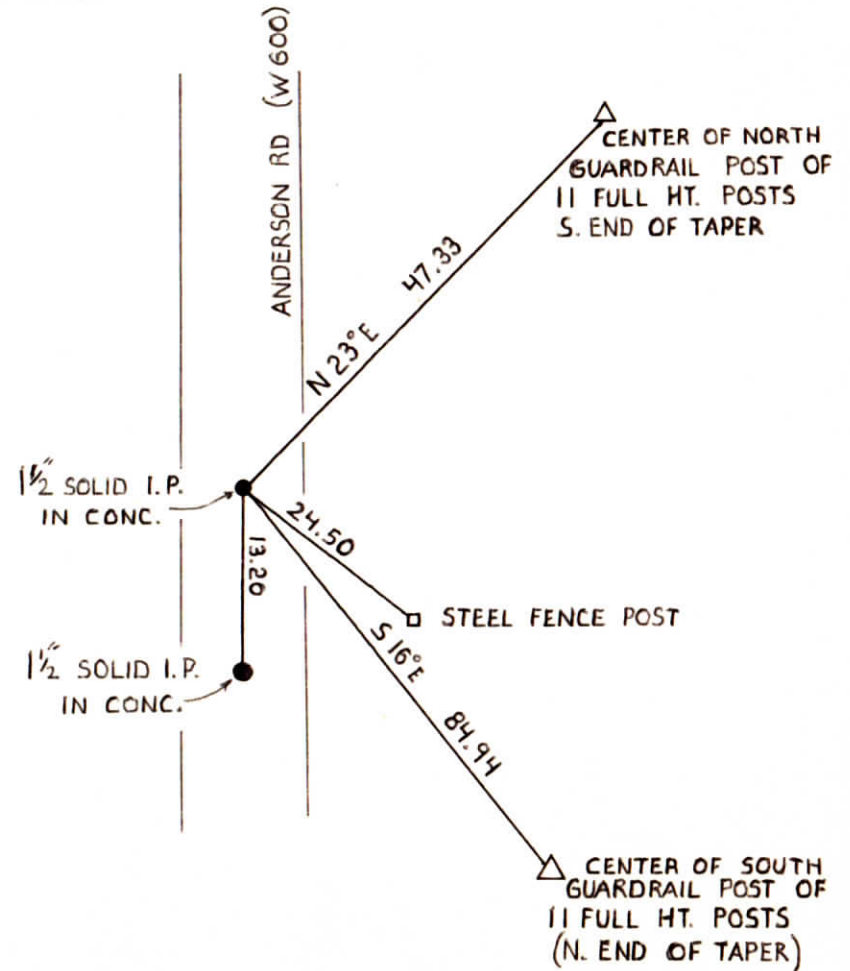 ANDERSON RD (W 600)
CENTER OF NORTH
GUARDRAIL POST OF
11 FULL HT. POSTS
S. END OF TAPER
N 23°E 47.33
1½" SOLID I.P.
IN CONC.
24.50
13.20
STEEL FENCE POST
1½" SOLID I.P.
IN CONC.
S 16°E 84.94
CENTER OF SOUTH
GUARDRAIL POST OF
11 FULL HT. POSTS
(N. END OF TAPER)